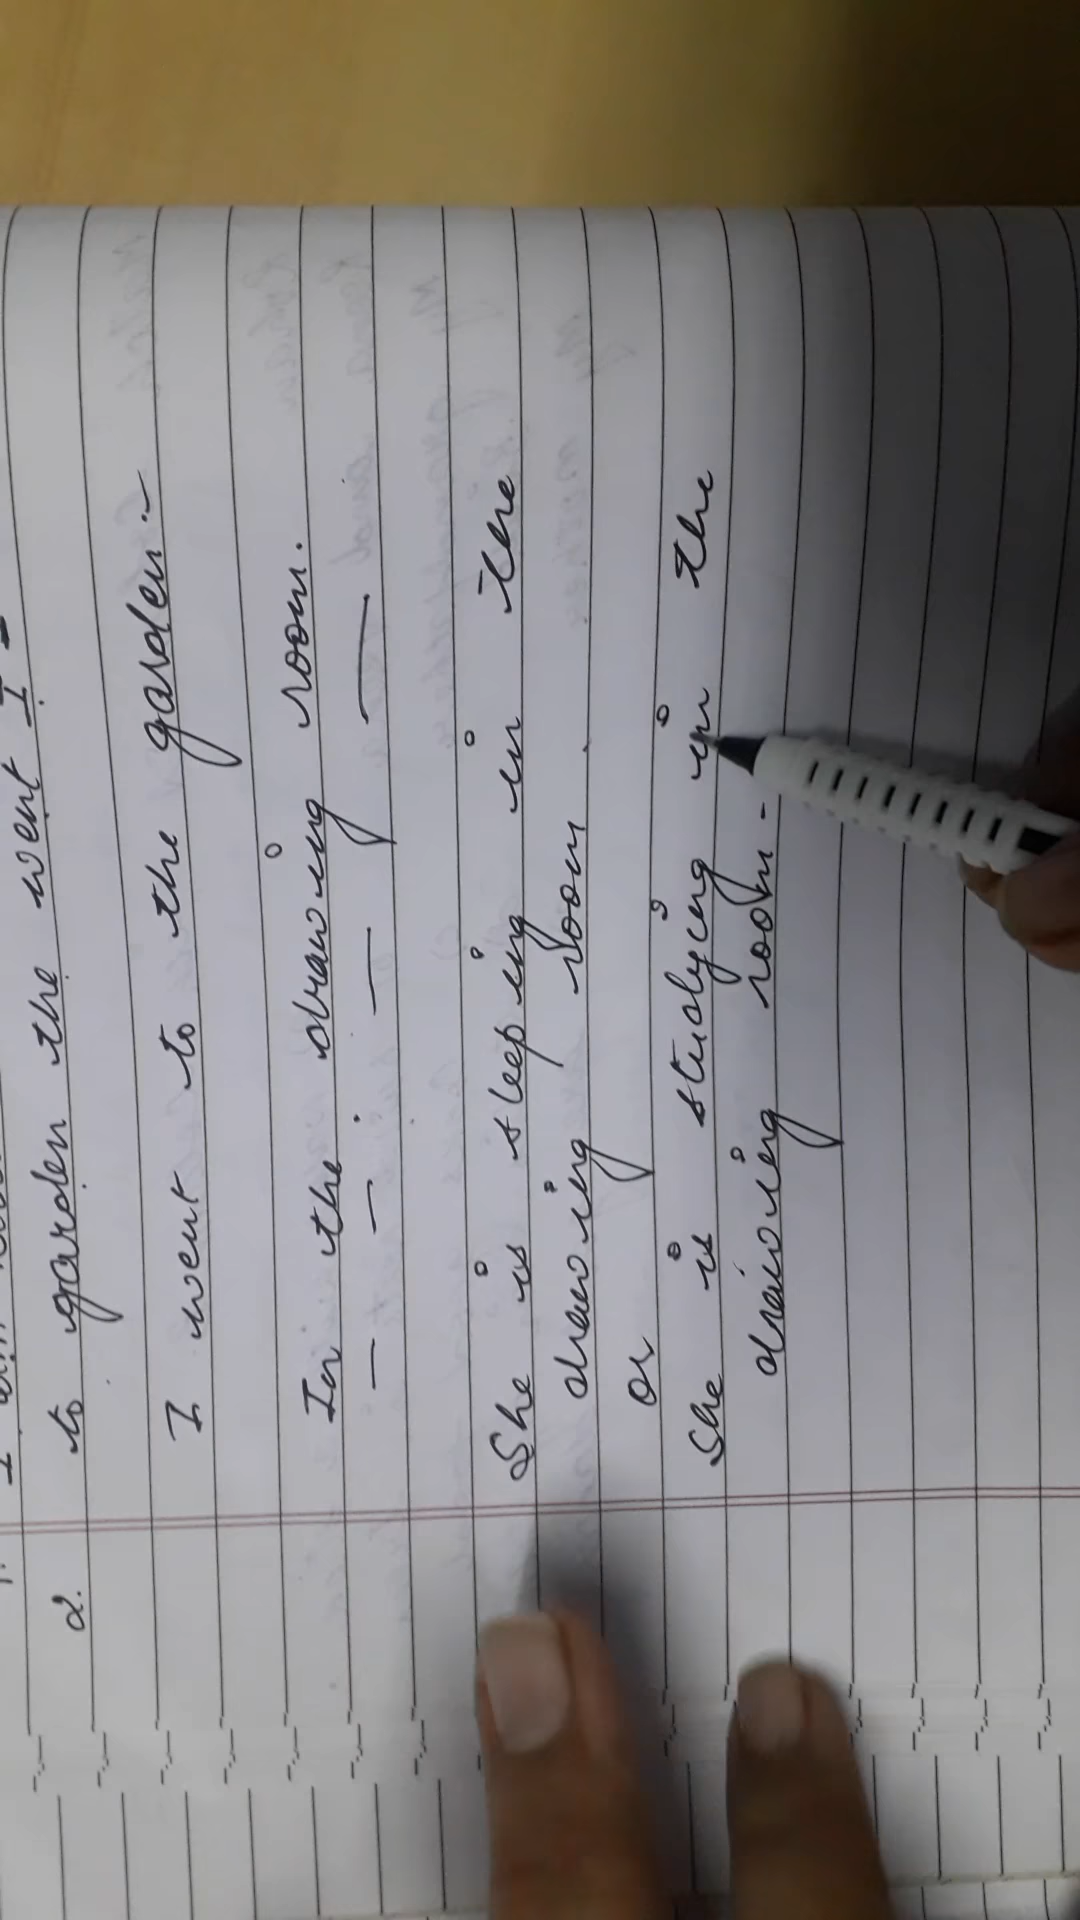 2. to garden the went I
I went to the garden.
In the drawing room.
She is sleeping in the
drawing room.
or
She is studying in the
drawing room.